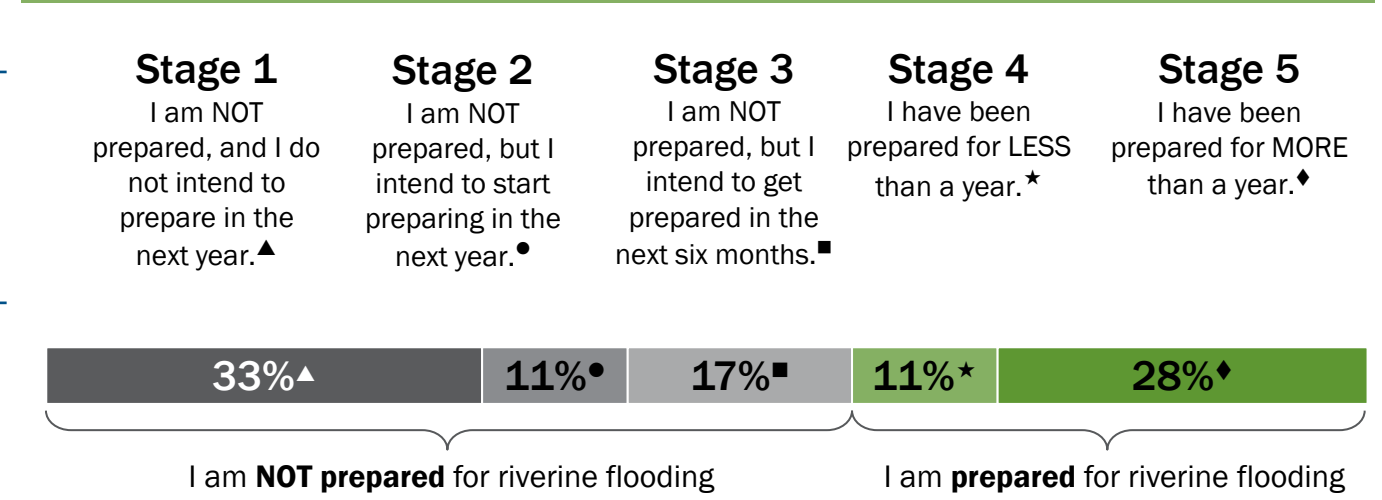 Stage 1
I am NOT
prepared, and I do
not intend to
prepare in the
next year.▲
Stage 2
I am NOT
prepared, but I
intend to start
preparing in the
next year.●
Stage 3
I am NOT
prepared, but I
intend to get
prepared in the
next six months.■
Stage 4
I have been
prepared for LESS
than a year.★
Stage 5
I have been
prepared for MORE
than a year.♦
33%▲ 11%● 17%■ 11%★ 28%♦
I am NOT prepared for riverine flooding
I am prepared for riverine flooding